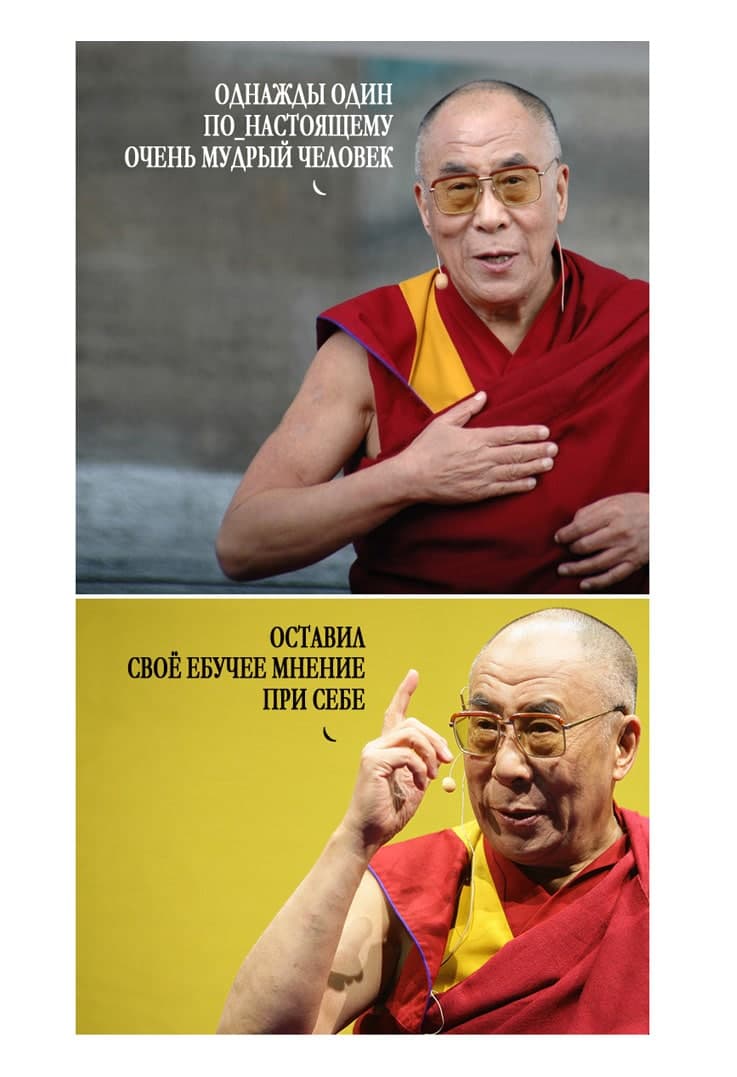 ОДНАЖДЫ ОДИН
ПО_НАСТОЯЩЕМУ
ОЧЕНЬ МУДРЫЙ ЧЕЛОВЕК
ОСТАВИЛ
СВОЁ ЕБУЧЕЕ МНЕНИЕ
ПРИ СЕБЕ